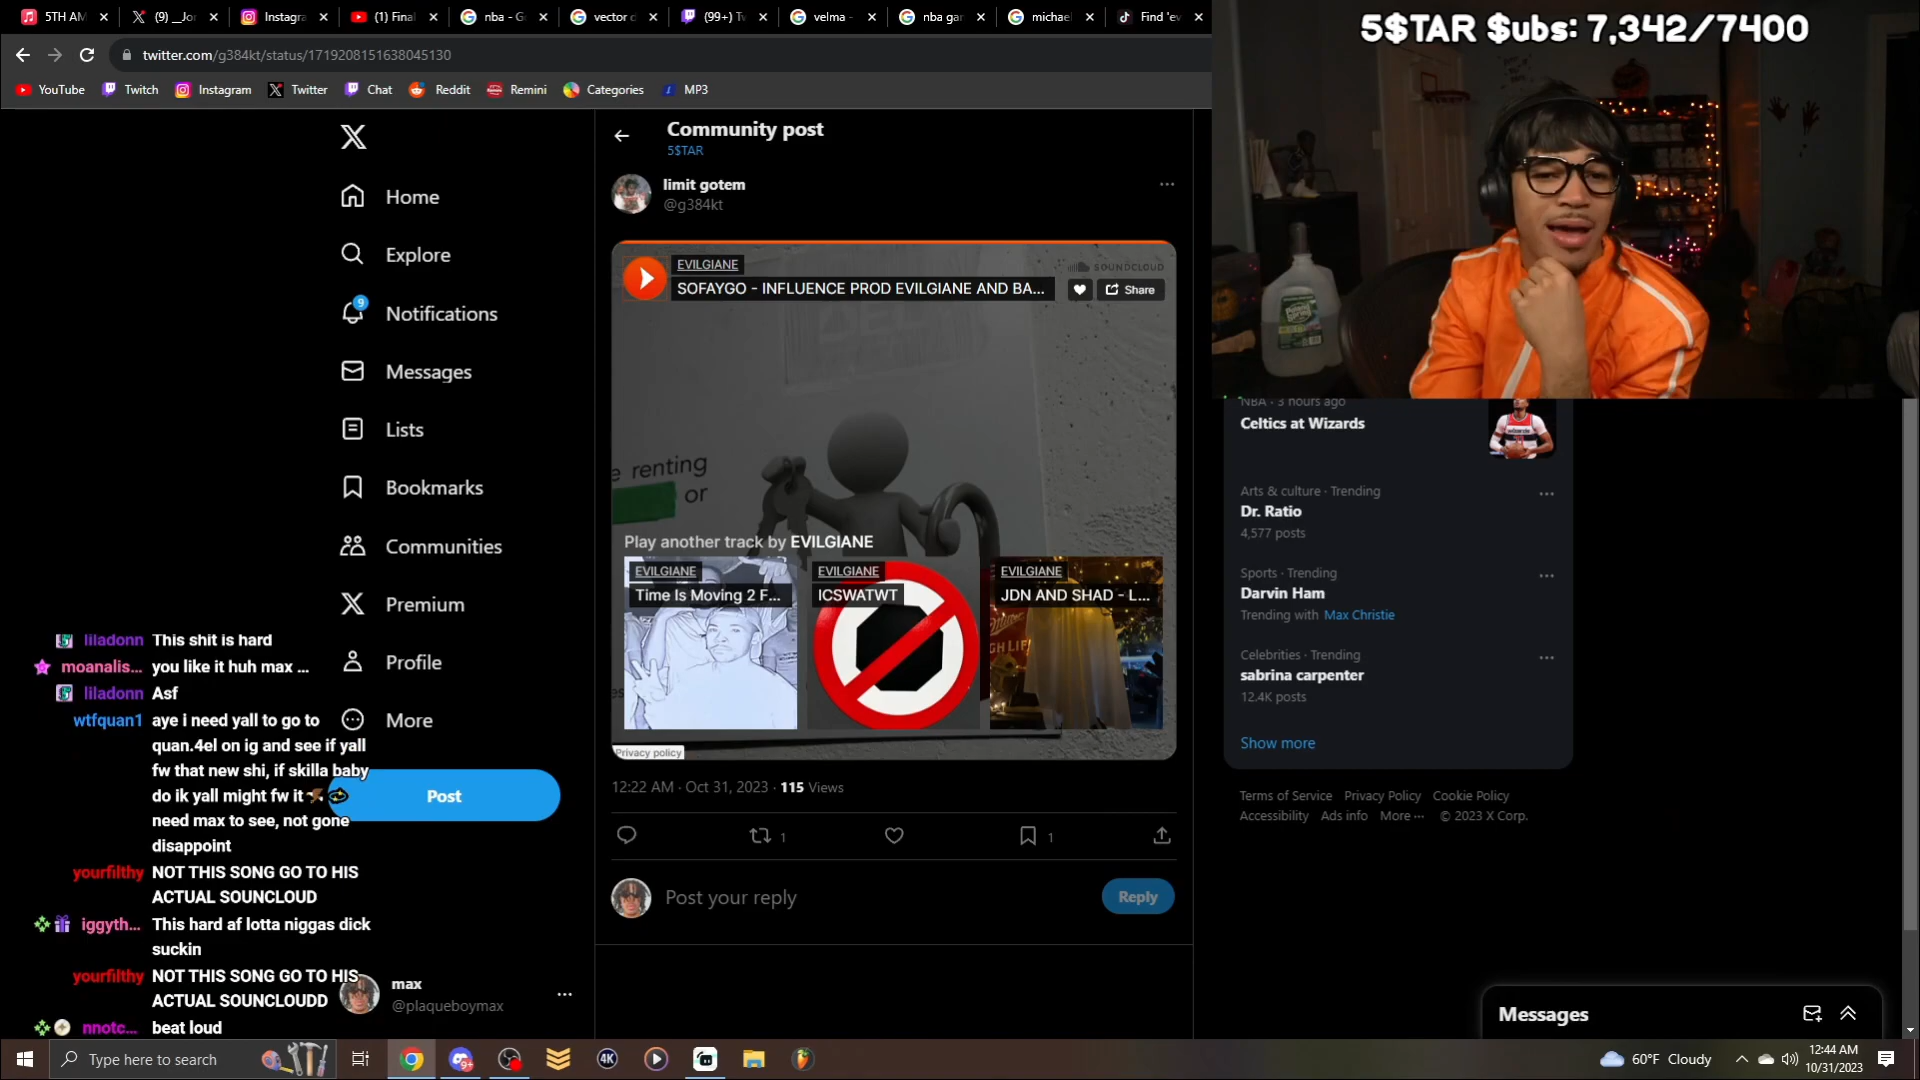 5TH AM
(9) __Jo
Instagra
(1) Final
nba - G
vector
(99+) Tw
velma -
nba gar
michael
Find 'e
5$TAR $ubs: 7,342/7400
twitter.com/g384kt/status/1719208151638045130
YouTube
Twitch
Instagram
Twitter
Chat
Reddit
Remini
Categories
MP3
Home
Explore
9
Notifications
Messages
Lists
Bookmarks
Communities
Premium
Profile
More
Post
max
@plaqueboymax
Community post
5$TAR
limit gotem
@g384kt
EVILGIANE
SOUNDCLOUD
SOFAYGO - INFLUENCE PROD EVILGIANE AND BA...
Share
e renting
or
Play another track by EVILGIANE
EVILGIANE
Time Is Moving 2 F...
EVILGIANE
ICSWATWT
EVILGIANE
JDN AND SHAD - L...
GH LIFE
Privacy policy
12:22 AM · Oct 31, 2023 · 115 Views
1
1
Post your reply
Reply
NBA · 3 hours ago
Celtics at Wizards
Arts & culture · Trending
Dr. Ratio
4,577 posts
Sports · Trending
Darvin Ham
Trending with Max Christie
Celebrities · Trending
sabrina carpenter
12.4K posts
Show more
Terms of Service Privacy Policy Cookie Policy
Accessibility Ads info More ··· © 2023 X Corp.
Messages
liladonn This shit is hard
moanalis... you like it huh max ...
liladonn Asf
wtfquan1 aye i need yall to go to
quan.4el on ig and see if yall
fw that new shi, if skilla baby
do ik yall might fw it
need max to see, not gone
disappoint
yourfilthy NOT THIS SONG GO TO HIS
ACTUAL SOUNCLOUD
iggyth... This hard af lotta niggas dick
suckin
yourfilthy NOT THIS SONG GO TO HIS
ACTUAL SOUNCLOUDD
nnotc... beat loud
Type here to search
9+
4K
60°F Cloudy
12:44 AM
10/31/2023